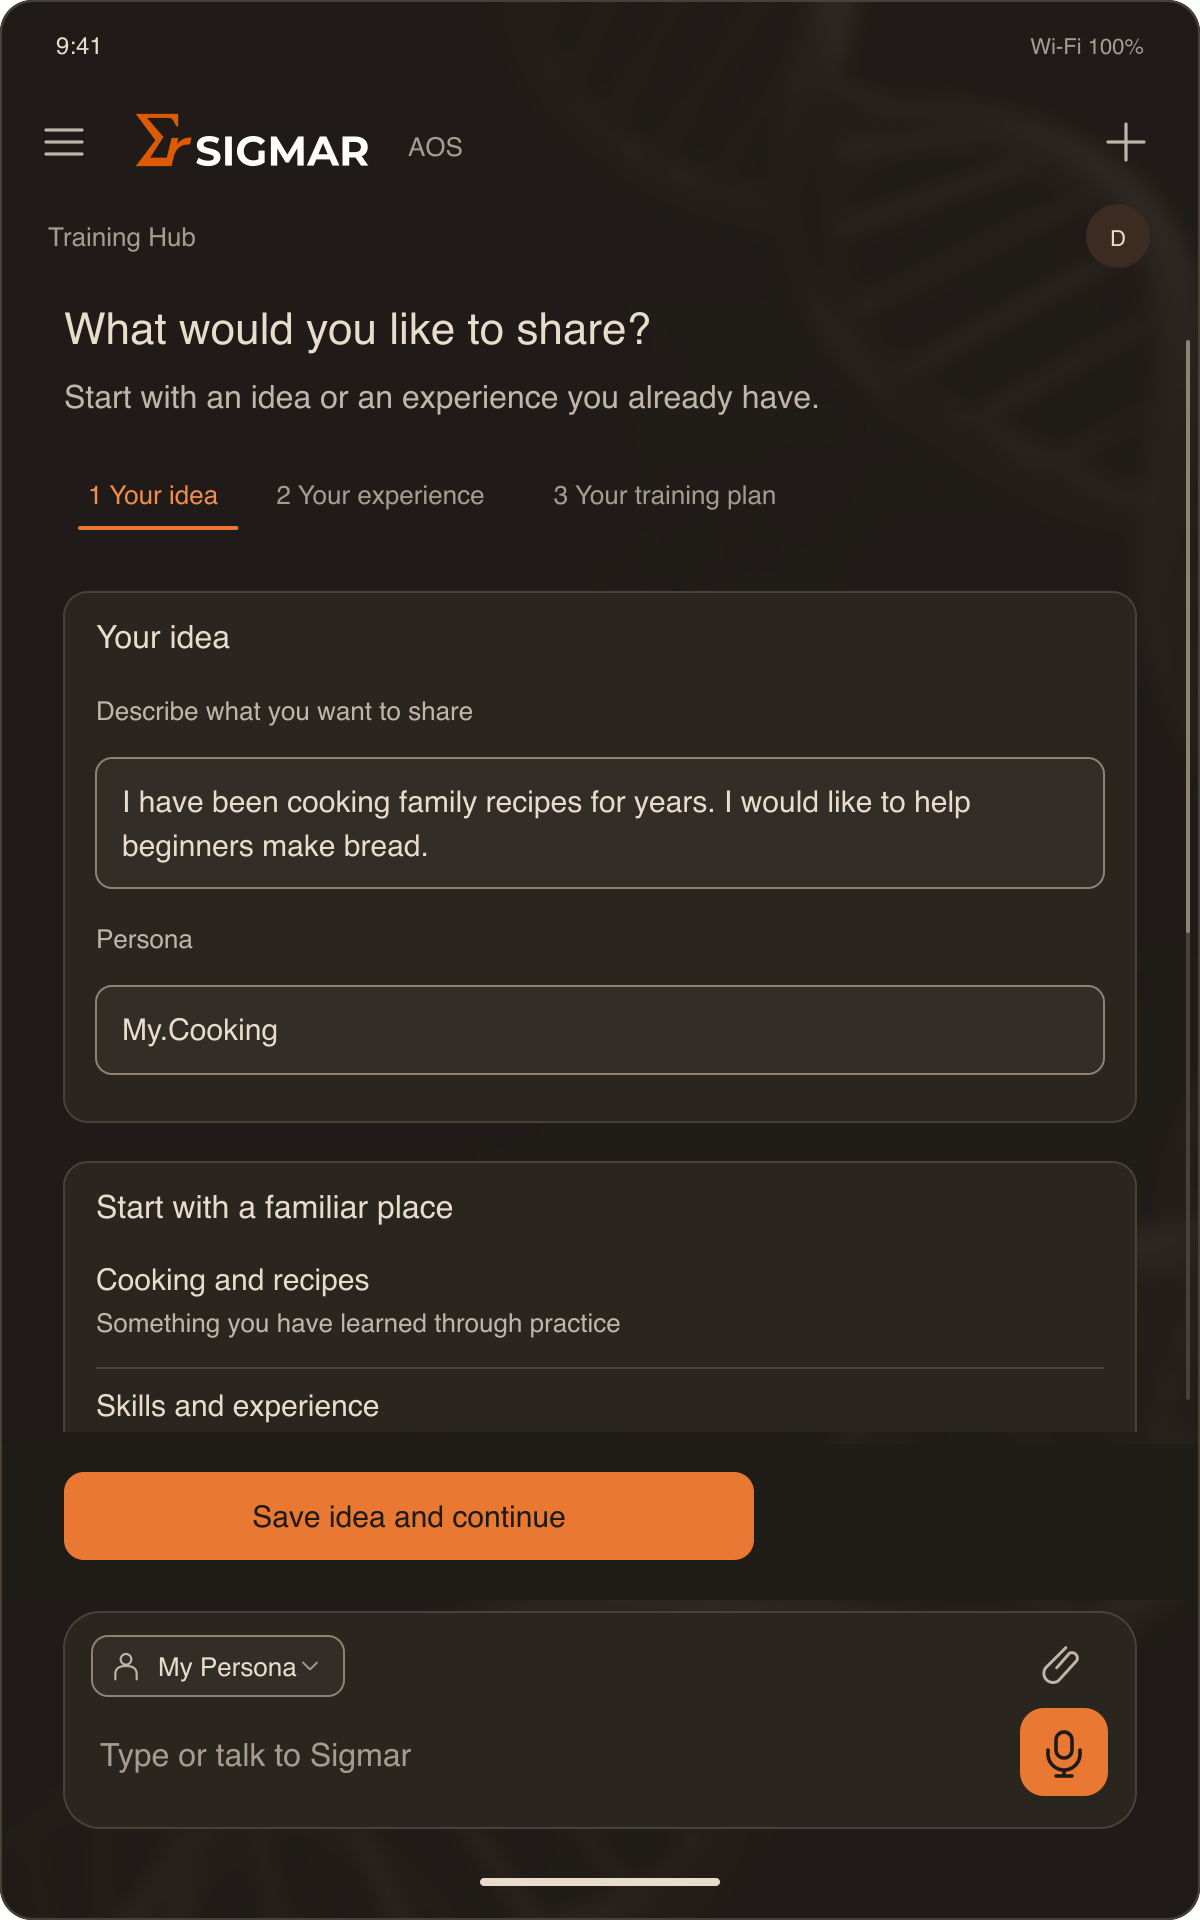 9:41
Wi-Fi 100%
Σr SIGMAR AOS
Training Hub
D
What would you like to share?
Start with an idea or an experience you already have.
1 Your idea
2 Your experience
3 Your training plan
Your idea
Describe what you want to share
I have been cooking family recipes for years. I would like to help
beginners make bread.
Persona
My.Cooking
Start with a familiar place
Cooking and recipes
Something you have learned through practice
Skills and experience
Save idea and continue
My Persona
Type or talk to Sigmar